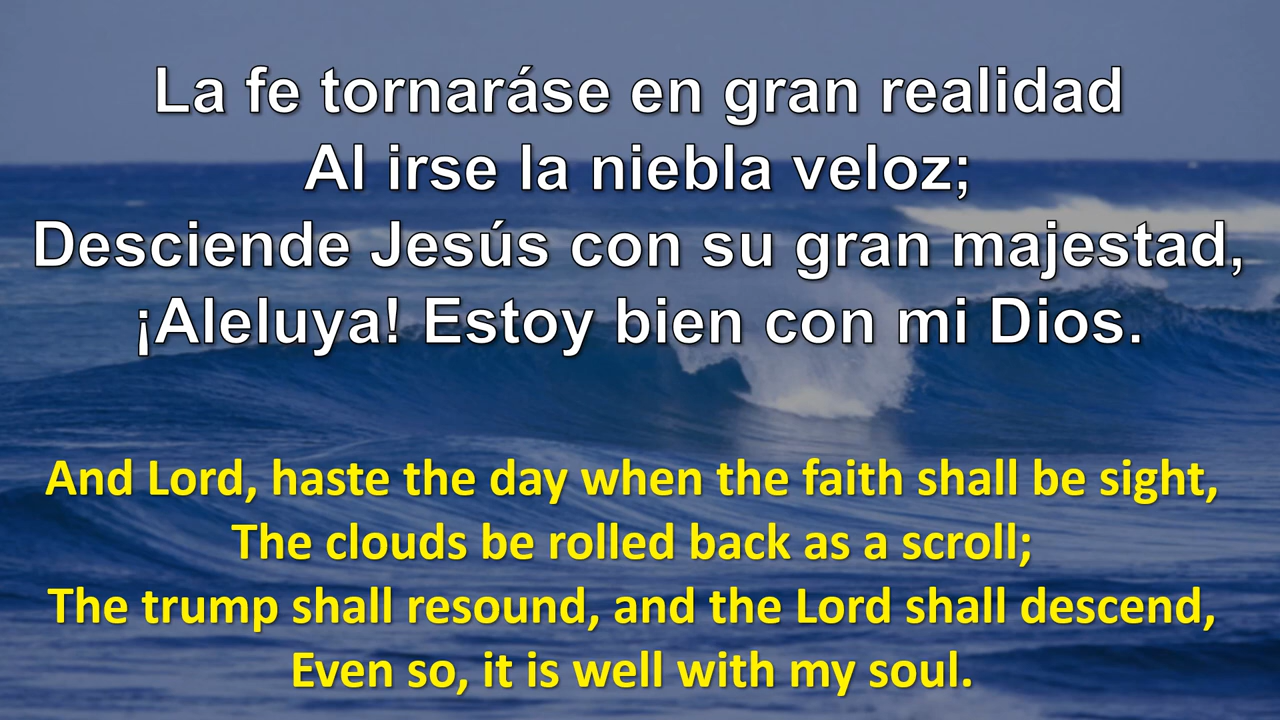 La fe tornaráse en gran realidad
Al irse la niebla veloz;
Desciende Jesús con su gran majestad,
¡Aleluya! Estoy bien con mi Dios.
And Lord, haste the day when the faith shall be sight,
The clouds be rolled back as a scroll;
The trump shall resound, and the Lord shall descend,
Even so, it is well with my soul.